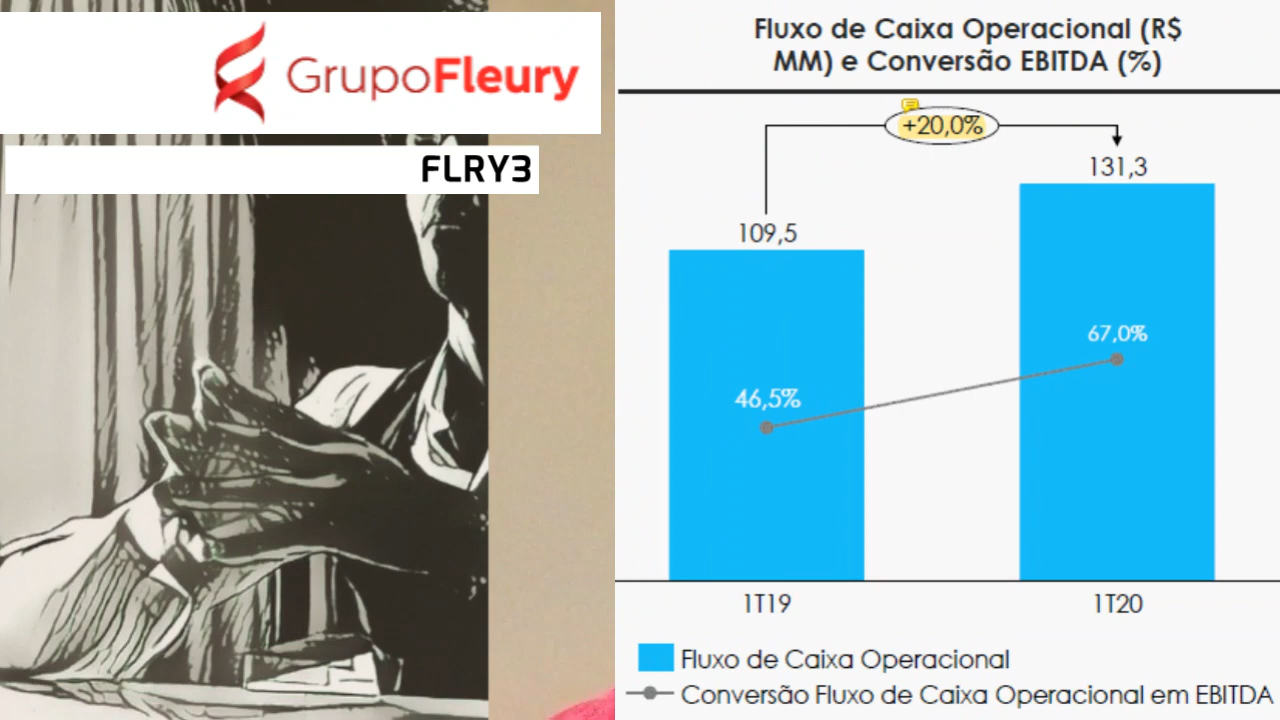 GrupoFleury
FLRY3
Fluxo de Caixa Operacional (R$
MM) e Conversão EBITDA (%)
+20,0%
131,3
109,5
67,0%
46,5%
1T19
1T20
Fluxo de Caixa Operacional
Conversão Fluxo de Caixa Operacional em EBITDA